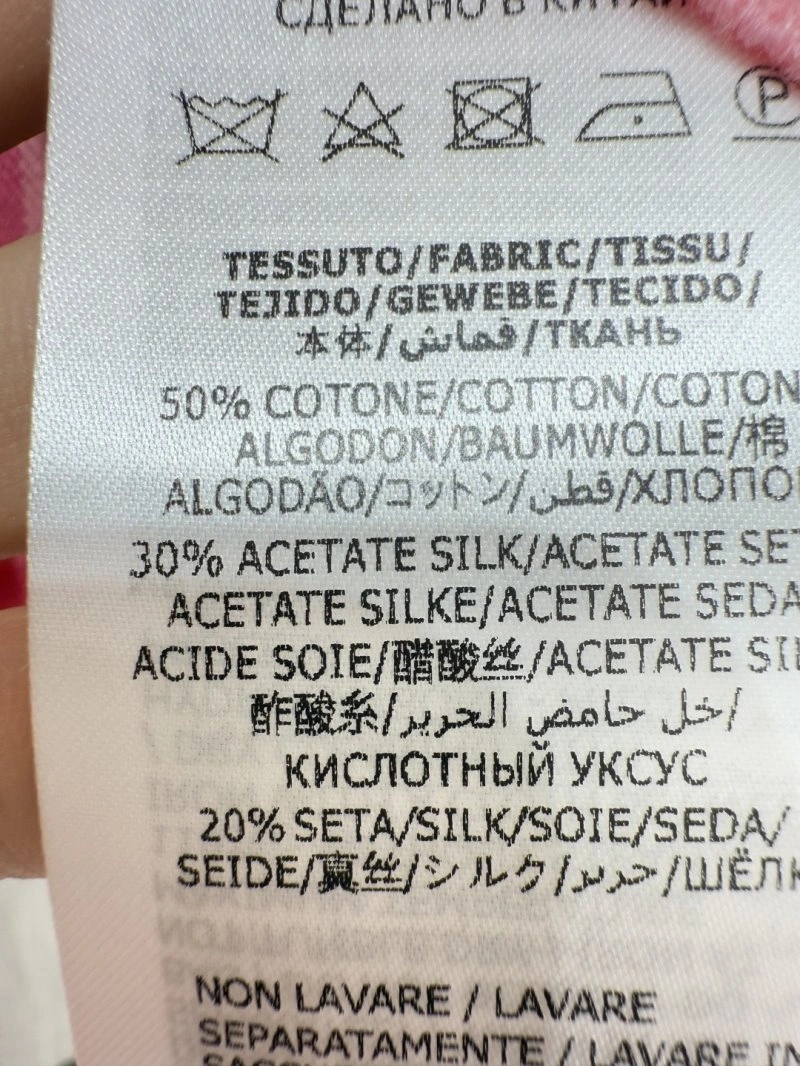 СДЕЛАНО В КИТАЙ
P
TESSUTO/FABRIC/TISSU/
TEJIDO/GEWEBE/TECIDO/
本体/قماش/ТКАНЬ
50% COTONE/COTTON/COTON
ALGODON/BAUMWOLLE/棉
ALGODÃO/コットン/قطن/ХЛОПО
30% ACETATE SILK/ACETATE SET
ACETATE SILKE/ACETATE SEDA
ACIDE SOIE/醋酸丝/ACETATE SI
酢酸糸/خل حامض الحرير/
КИСЛОТНЫЙ УКСУС
20% SETA/SILK/SOIE/SEDA/
SEIDE/真丝/シルク/حرير/ШЁЛК
NON LAVARE / LAVARE
SEPARATAMENTE / LAVARE IN